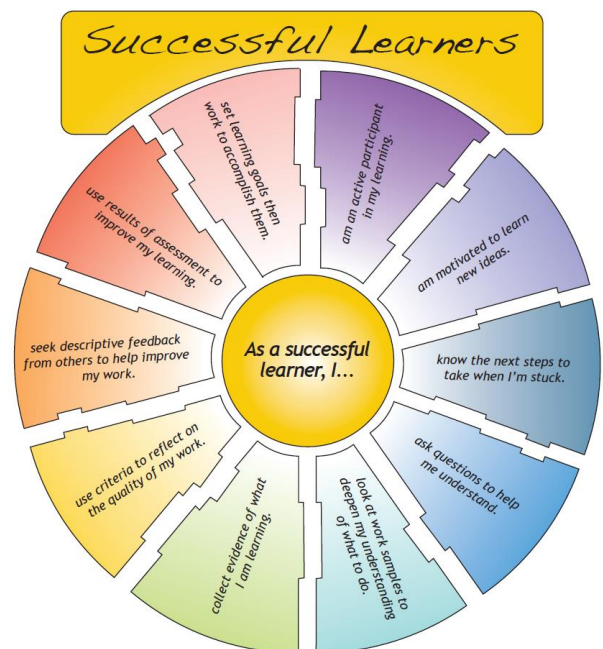 Successful Learners
As a successful
learner, I...
am an active participant
in my learning.
am motivated to learn
new ideas.
know the next steps to
take when I'm stuck.
ask questions to help
me understand.
look at work samples to
deepen my understanding
of what to do.
collect evidence of what
I am learning.
use criteria to reflect on
the quality of my work.
seek descriptive feedback
from others to help improve
my work.
use results of assessment to
improve my learning.
set learning goals then
work to accomplish them.